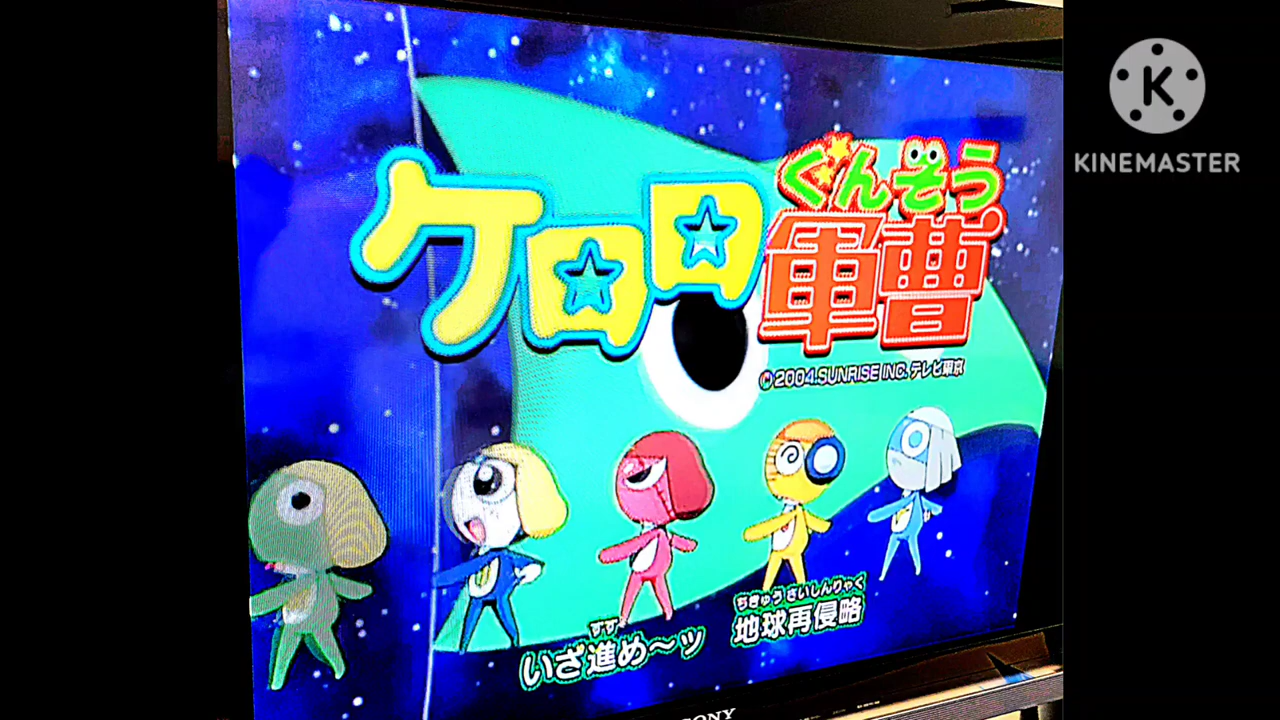 ケロロ
ぐんそう
軍曹
©2004.SUNRISE INC. テレビ東京
すす
いざ進め〜ッ
ちきゅうさいしんりゃく
地球再侵略
SONY
KINEMASTER